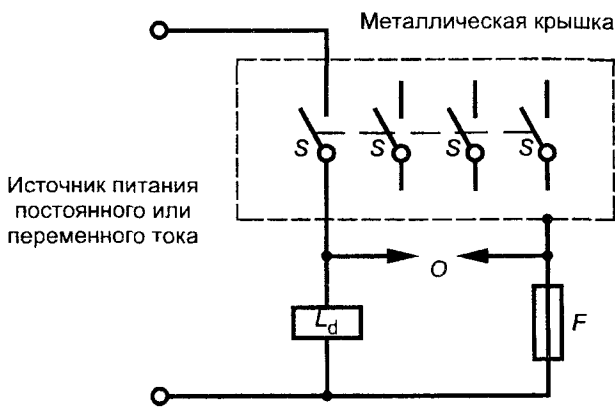 Металлическая крышка
S S S S
Источник питания
постоянного или
переменного тока
O
Ld
F